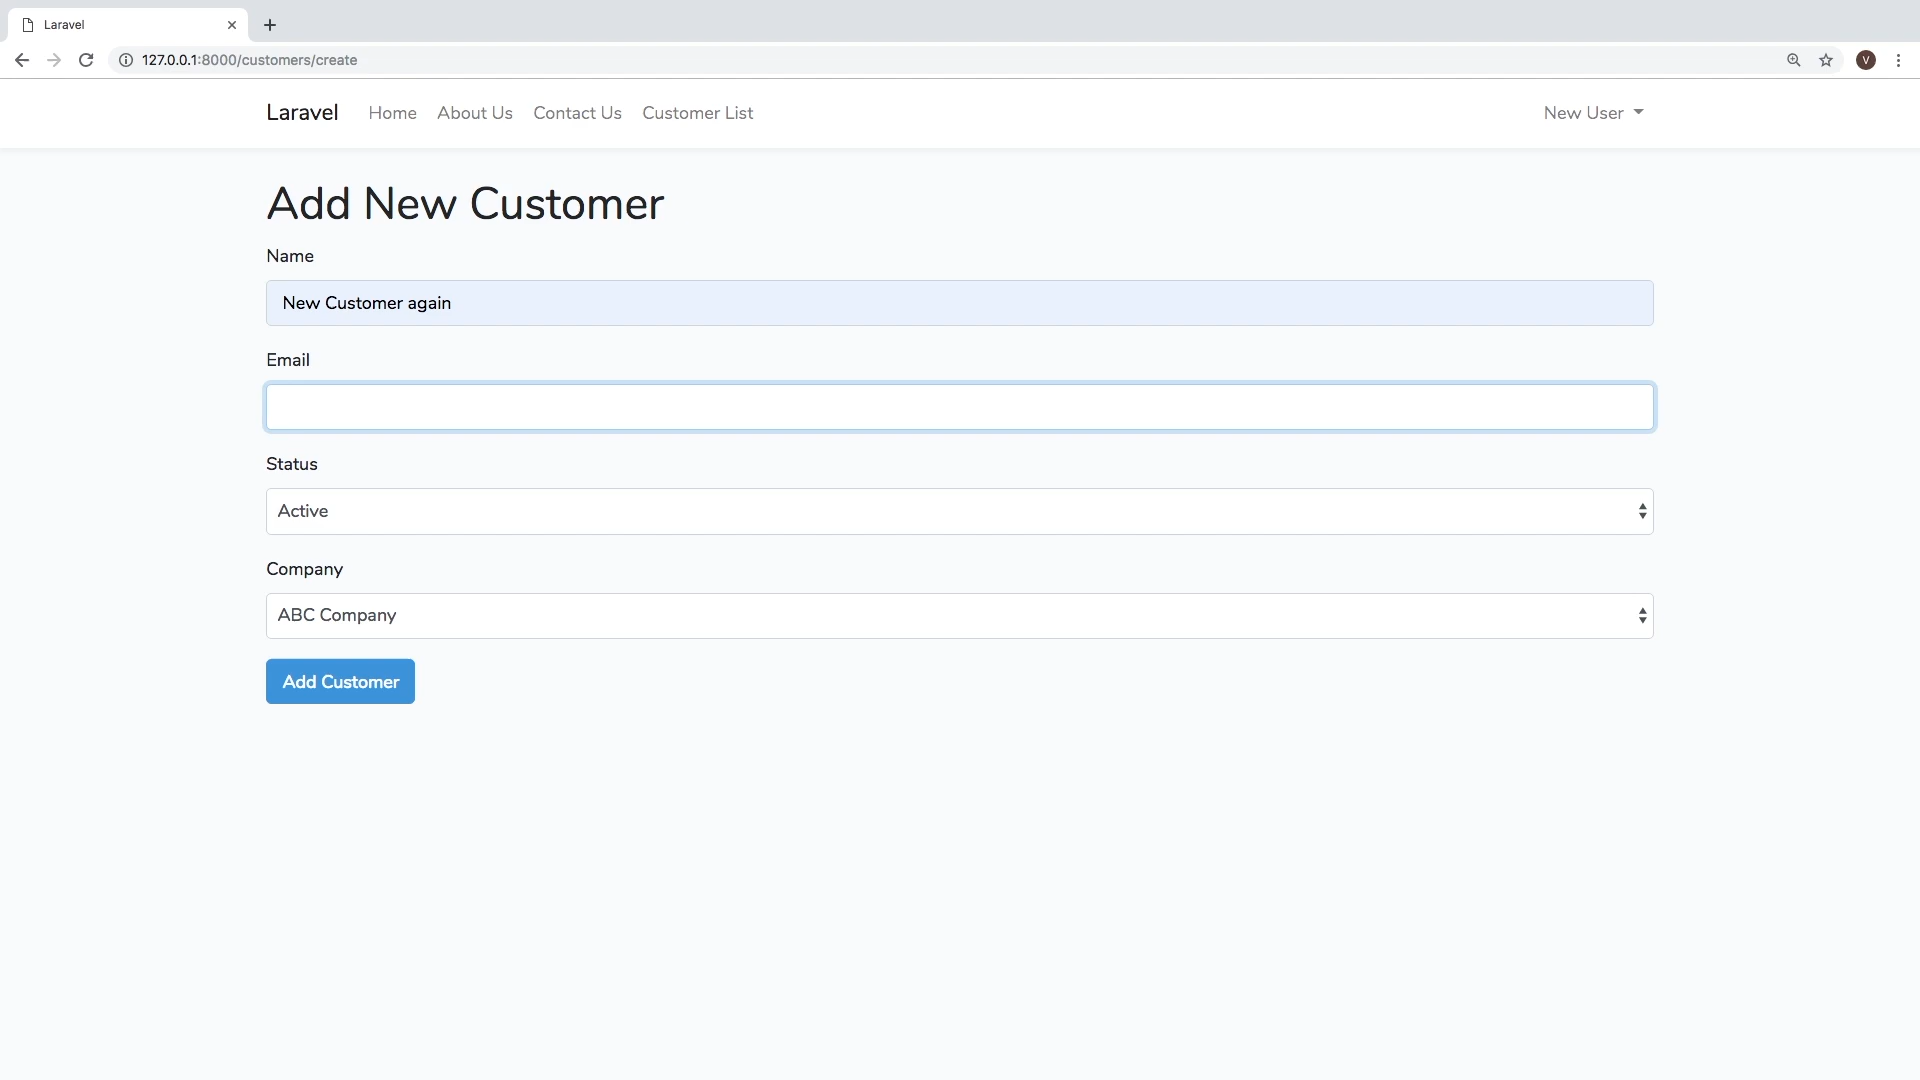 Laravel
127.0.0.1:8000/customers/create
V
Laravel Home About Us Contact Us Customer List New User
Add New Customer
Name
New Customer again
Email
Status
Active
Company
ABC Company
Add Customer